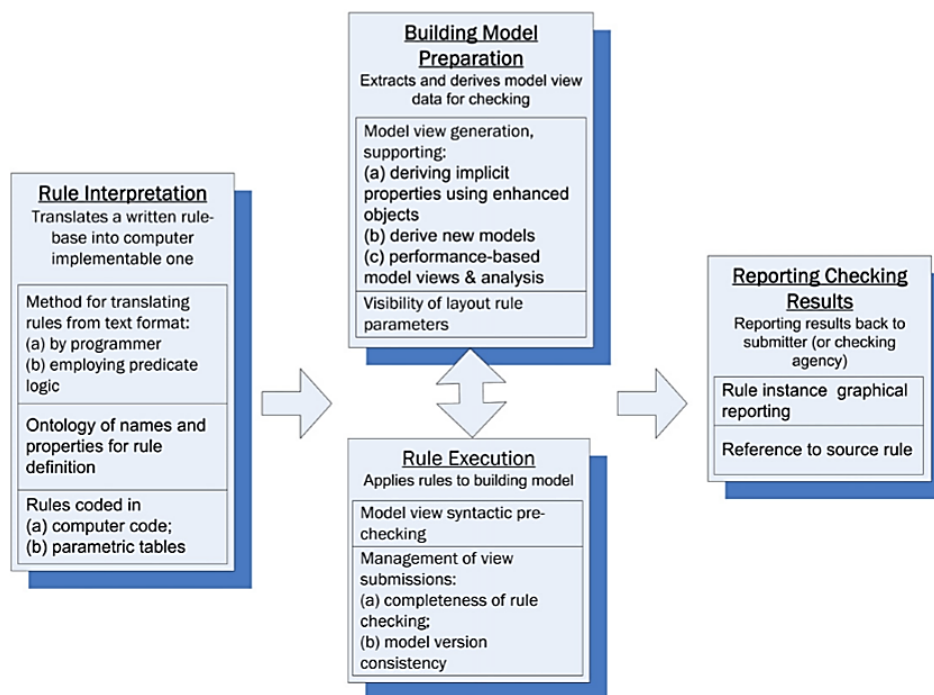 Rule Interpretation
Translates a written rule-
base into computer
implementable one
Method for translating
rules from text format:
(a) by programmer
(b) employing predicate
logic
Ontology of names and
properties for rule
definition
Rules coded in
(a) computer code;
(b) parametric tables
Building Model
Preparation
Extracts and derives model view
data for checking
Model view generation,
supporting:
(a) deriving implicit
properties using enhanced
objects
(b) derive new models
(c) performance-based
model views & analysis
Visibility of layout rule
parameters
Rule Execution
Applies rules to building model
Model view syntactic pre-
checking
Management of view
submissions:
(a) completeness of rule
checking;
(b) model version
consistency
Reporting Checking
Results
Reporting results back to
submitter (or checking
agency)
Rule instance graphical
reporting
Reference to source rule